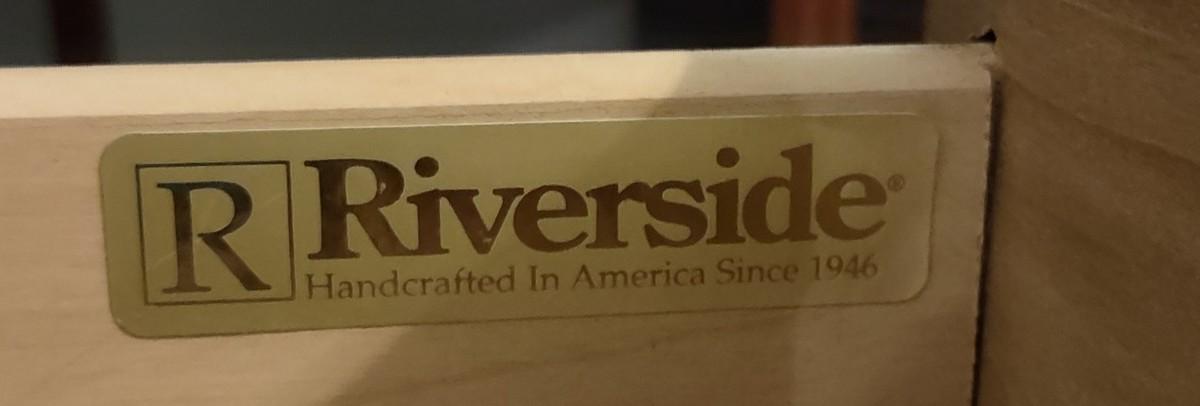 R Riverside®
Handcrafted In America Since 1946